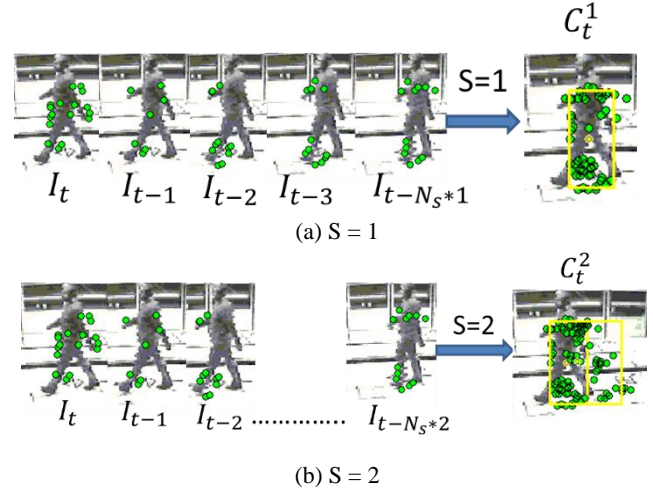 C_t^1
S=1
I_t I_{t-1} I_{t-2} I_{t-3} I_{t-N_s*1}
(a) S = 1
C_t^2
S=2
I_t I_{t-1} I_{t-2} .............. I_{t-N_s*2}
(b) S = 2